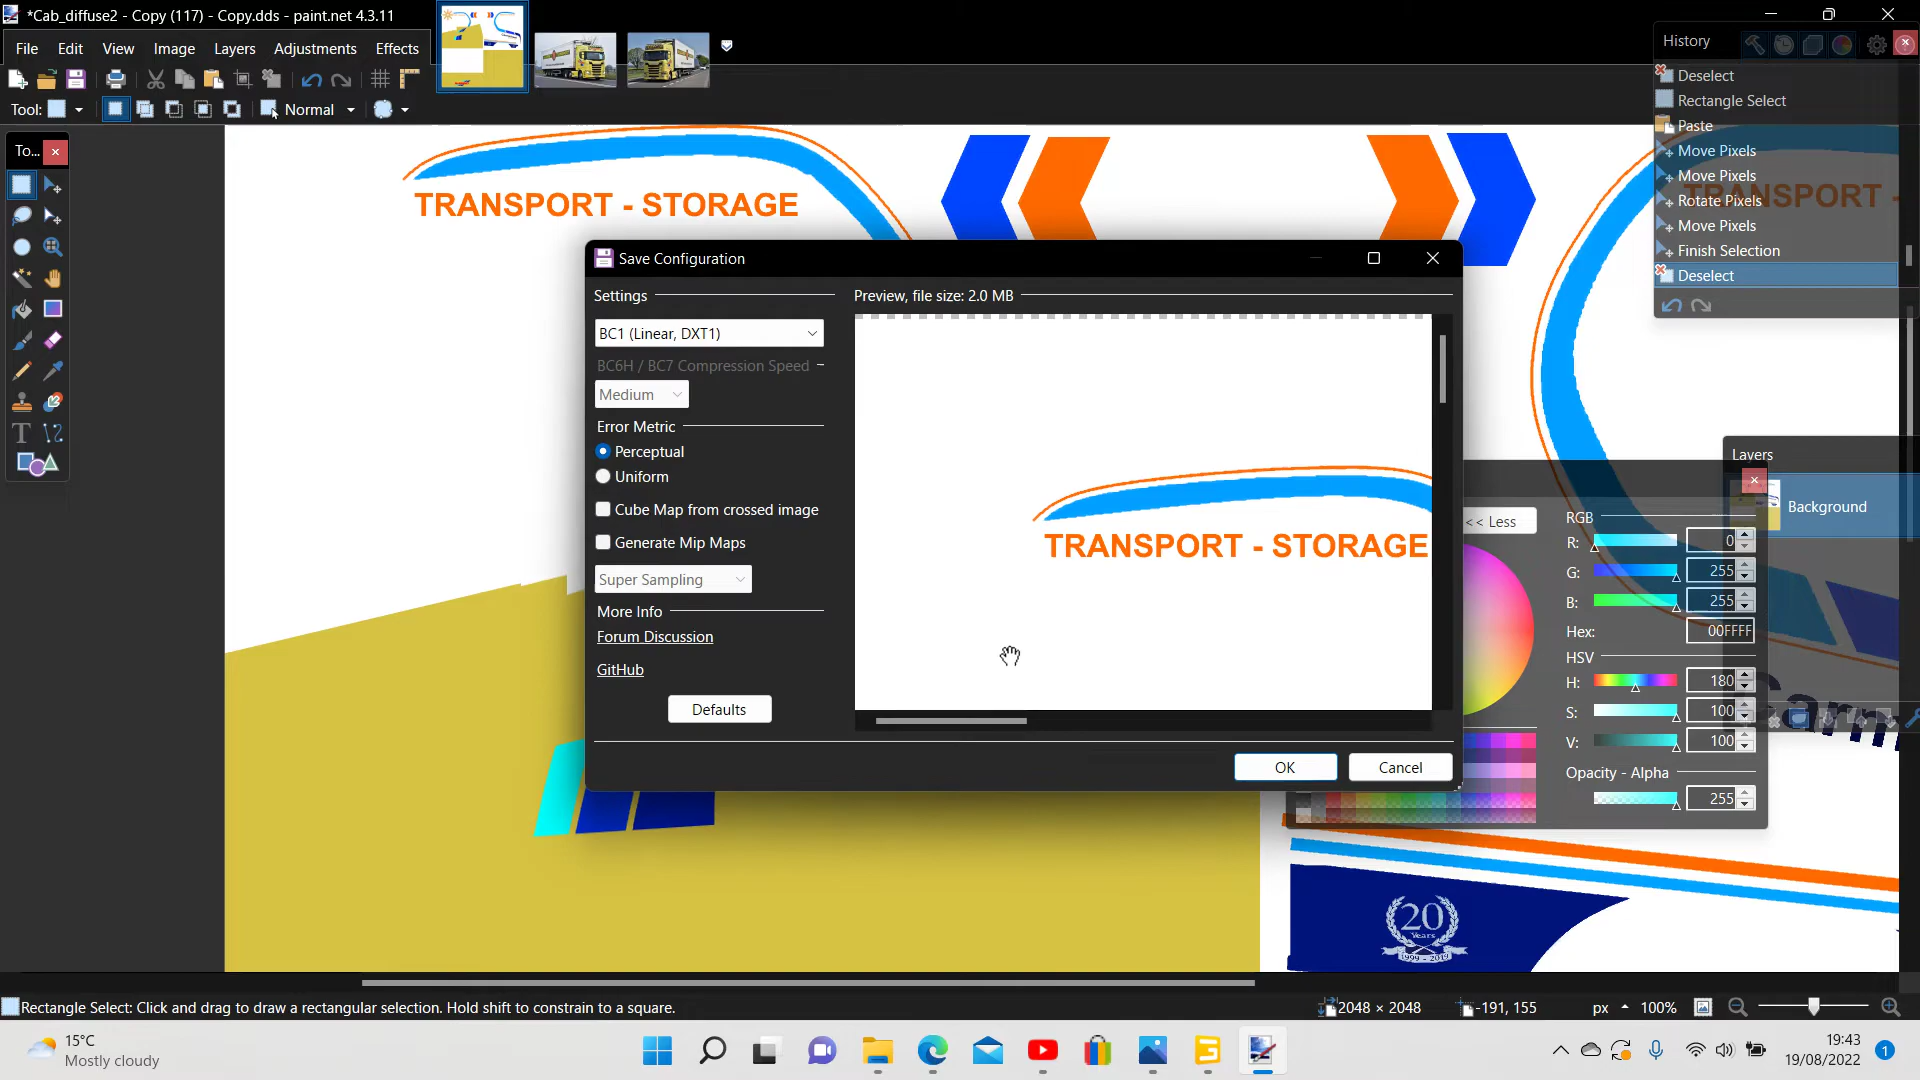 *Cab_diffuse2 - Copy (117) - Copy.dds - paint.net 4.3.11
File Edit View Image Layers Adjustments Effects
Tool: Normal
To...
TRANSPORT - STORAGE
History
Deselect
Rectangle Select
Paste
Move Pixels
Move Pixels
Rotate Pixels
Move Pixels
Finish Selection
Deselect
TRANSPORT -
Save Configuration
Settings
BC1 (Linear, DXT1)
BC6H / BC7 Compression Speed
Medium
Error Metric
Perceptual
Uniform
Cube Map from crossed image
Generate Mip Maps
Super Sampling
More Info
Forum Discussion
GitHub
Defaults
Preview, file size: 2.0 MB
TRANSPORT - STORAGE
OK Cancel
Layers
Background
<< Less
RGB
R: 0
G: 255
B: 255
Hex: 00FFFF
HSV
H: 180
S: 100
V: 100
Opacity - Alpha
255
20
Years
1999 - 2019
Rectangle Select: Click and drag to draw a rectangular selection. Hold shift to constrain to a square.
2048 × 2048
-191, 155
px
100%
15°C
Mostly cloudy
19:43
19/08/2022
1